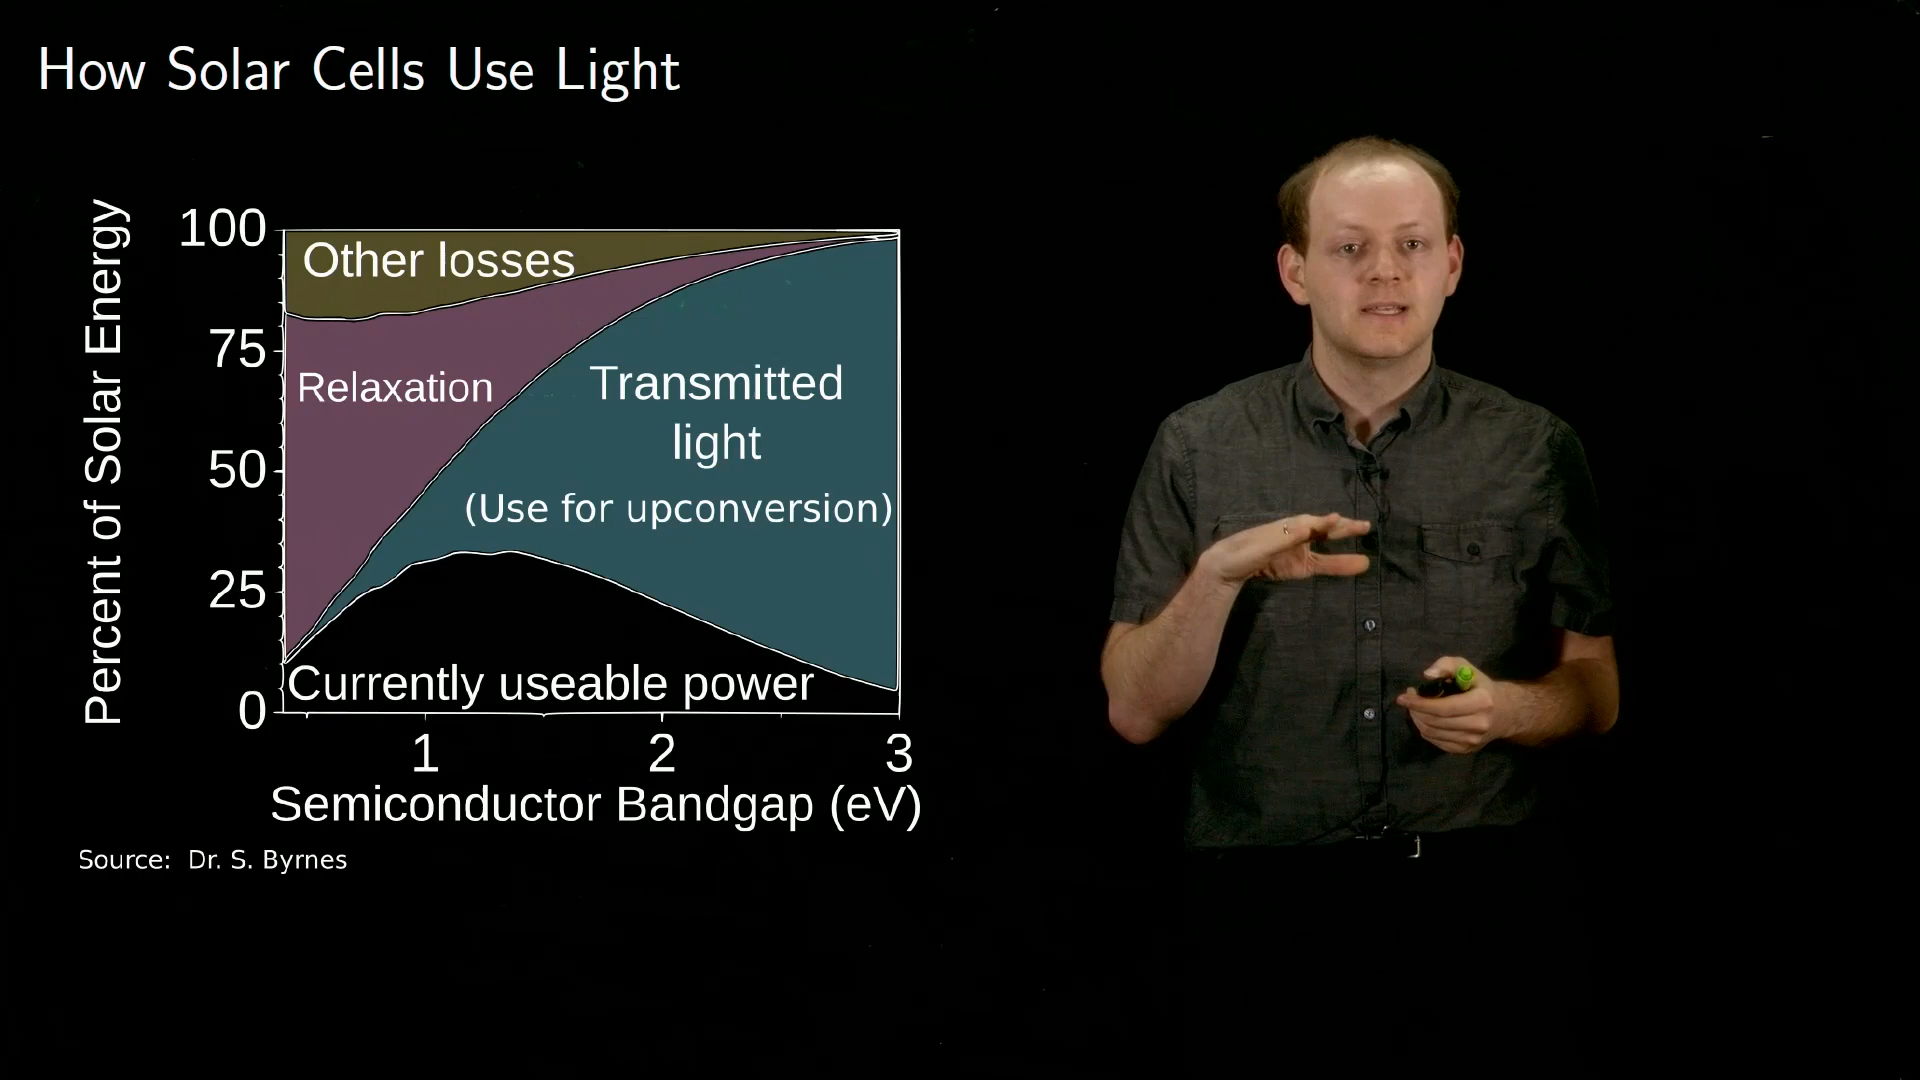 How Solar Cells Use Light
Percent of Solar Energy
100
75
50
25
0
Other losses
Relaxation
Transmitted
light
(Use for upconversion)
Currently useable power
1 2 3
Semiconductor Bandgap (eV)
Source: Dr. S. Byrnes